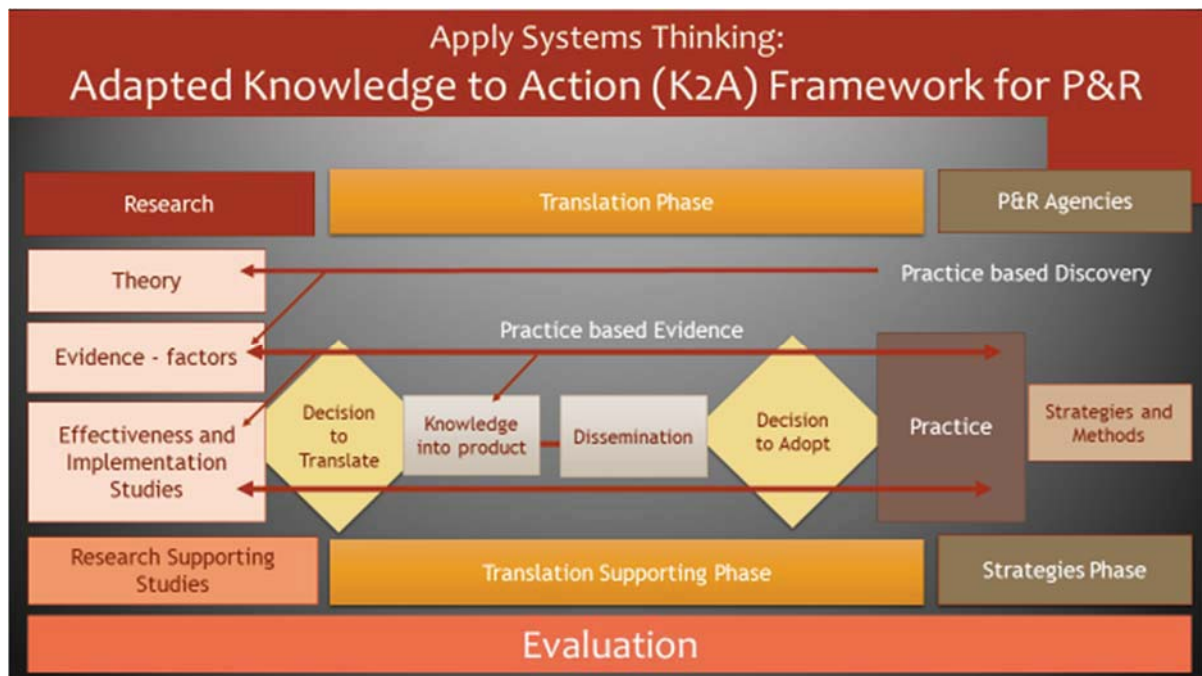 Apply Systems Thinking:
Adapted Knowledge to Action (K2A) Framework for P&R
Research
Translation Phase
P&R Agencies
Theory
Practice based Discovery
Evidence - factors
Practice based Evidence
Effectiveness and
Implementation
Studies
Decision
to
Translate
Knowledge
into product
Dissemination
Decision
to Adopt
Practice
Strategies and
Methods
Research Supporting
Studies
Translation Supporting Phase
Strategies Phase
Evaluation